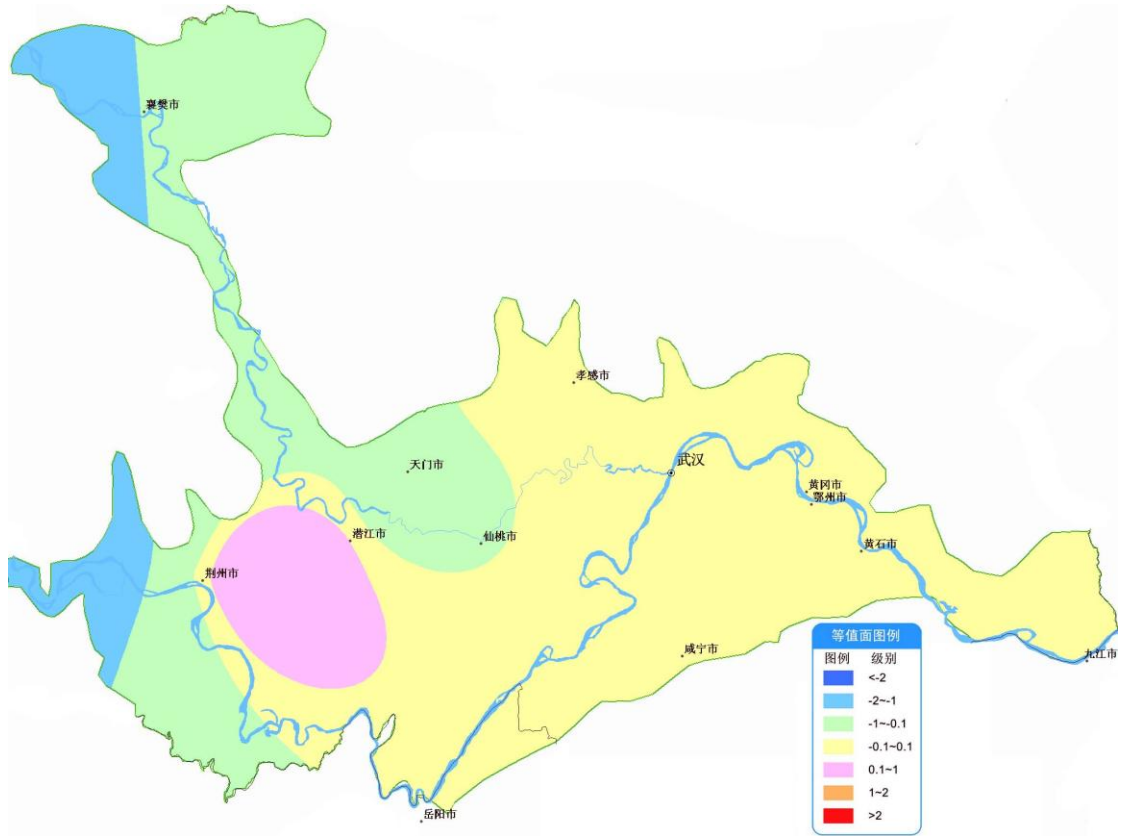 襄樊市
孝感市
天门市
武汉
黄冈市
鄂州市
潜江市
仙桃市
黄石市
荆州市
咸宁市
九江市
岳阳市
等值面图例
图例 级别
<-2
-2~-1
-1~-0.1
-0.1~0.1
0.1~1
1~2
>2